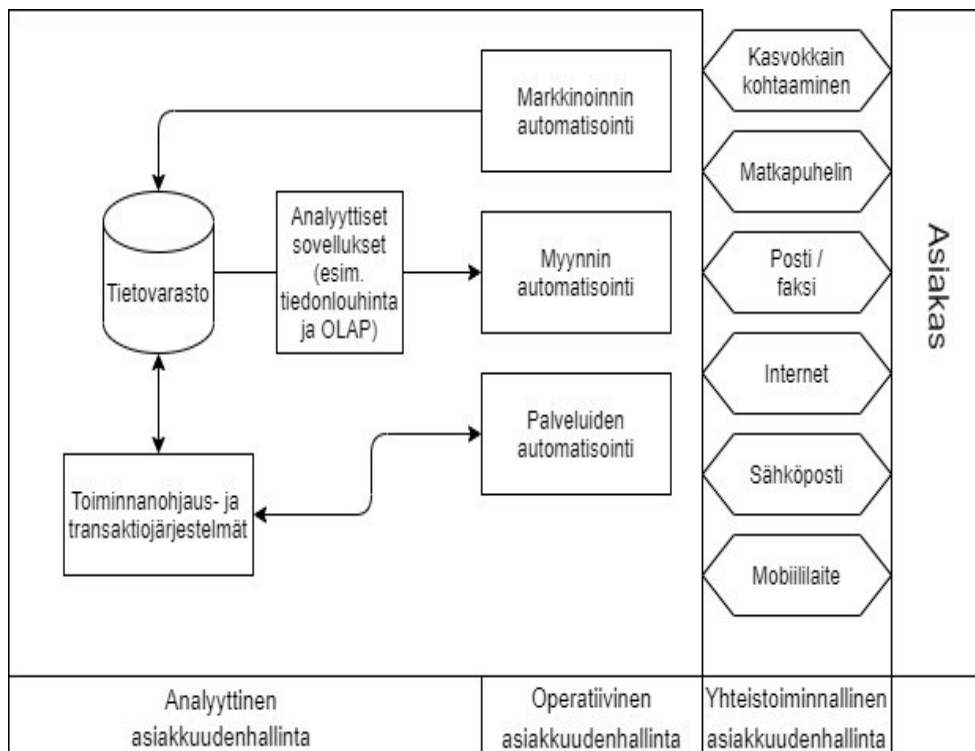 Markkinoinnin
automatisointi
Tietovarasto
Analyyttiset
sovellukset
(esim.
tiedonlouhinta
ja OLAP)
Myynnin
automatisointi
Palveluiden
automatisointi
Toiminnanohjaus- ja
transaktiojärjestelmät
Kasvokkain
kohtaaminen
Matkapuhelin
Posti /
faksi
Internet
Sähköposti
Mobiililaite
Asiakas
Analyyttinen
asiakkuudenhallinta
Operatiivinen
asiakkuudenhallinta
Yhteistoiminnallinen
asiakkuudenhallinta